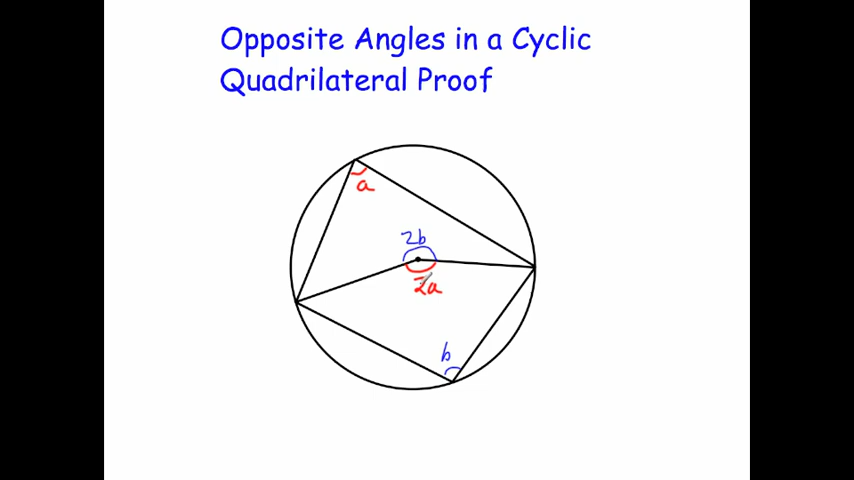 Opposite Angles in a Cyclic
Quadrilateral Proof
a
2b
2a
b